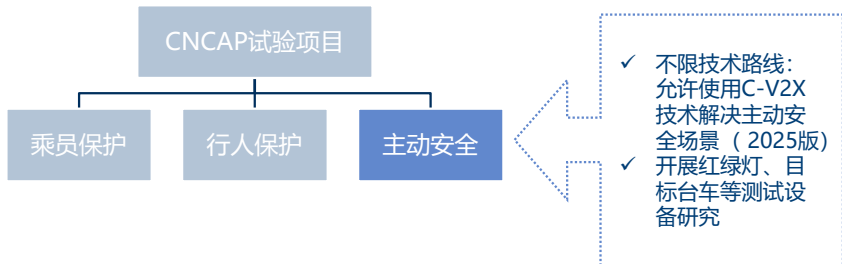 CNCAP试验项目
乘员保护
行人保护
主动安全
✓ 不限技术路线：
允许使用C-V2X
技术解决主动安
全场景（ 2025版）
✓ 开展红绿灯、目
标台车等测试设
备研究